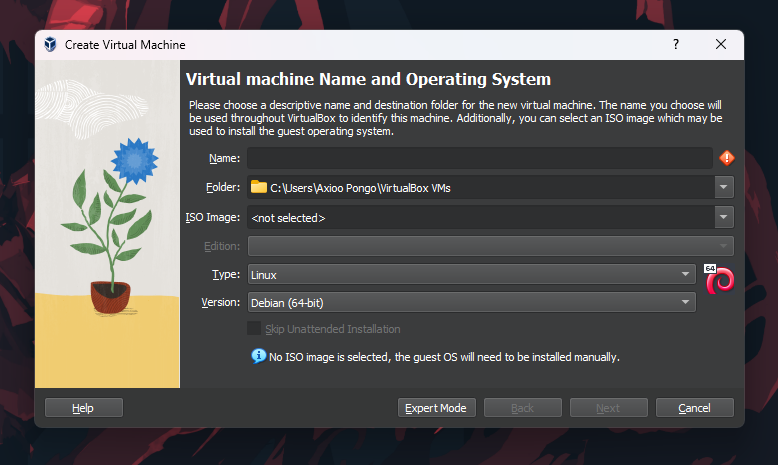 Create Virtual Machine
?
Virtual machine Name and Operating System
Please choose a descriptive name and destination folder for the new virtual machine. The name you choose will
be used throughout VirtualBox to identify this machine. Additionally, you can select an ISO image which may be
used to install the guest operating system.
Name:
Folder: C:\Users\Axioo Pongo\VirtualBox VMs
ISO Image: <not selected>
Edition:
Type: Linux
64
Version: Debian (64-bit)
Skip Unattended Installation
No ISO image is selected, the guest OS will need to be installed manually.
Help Expert Mode Back Next Cancel